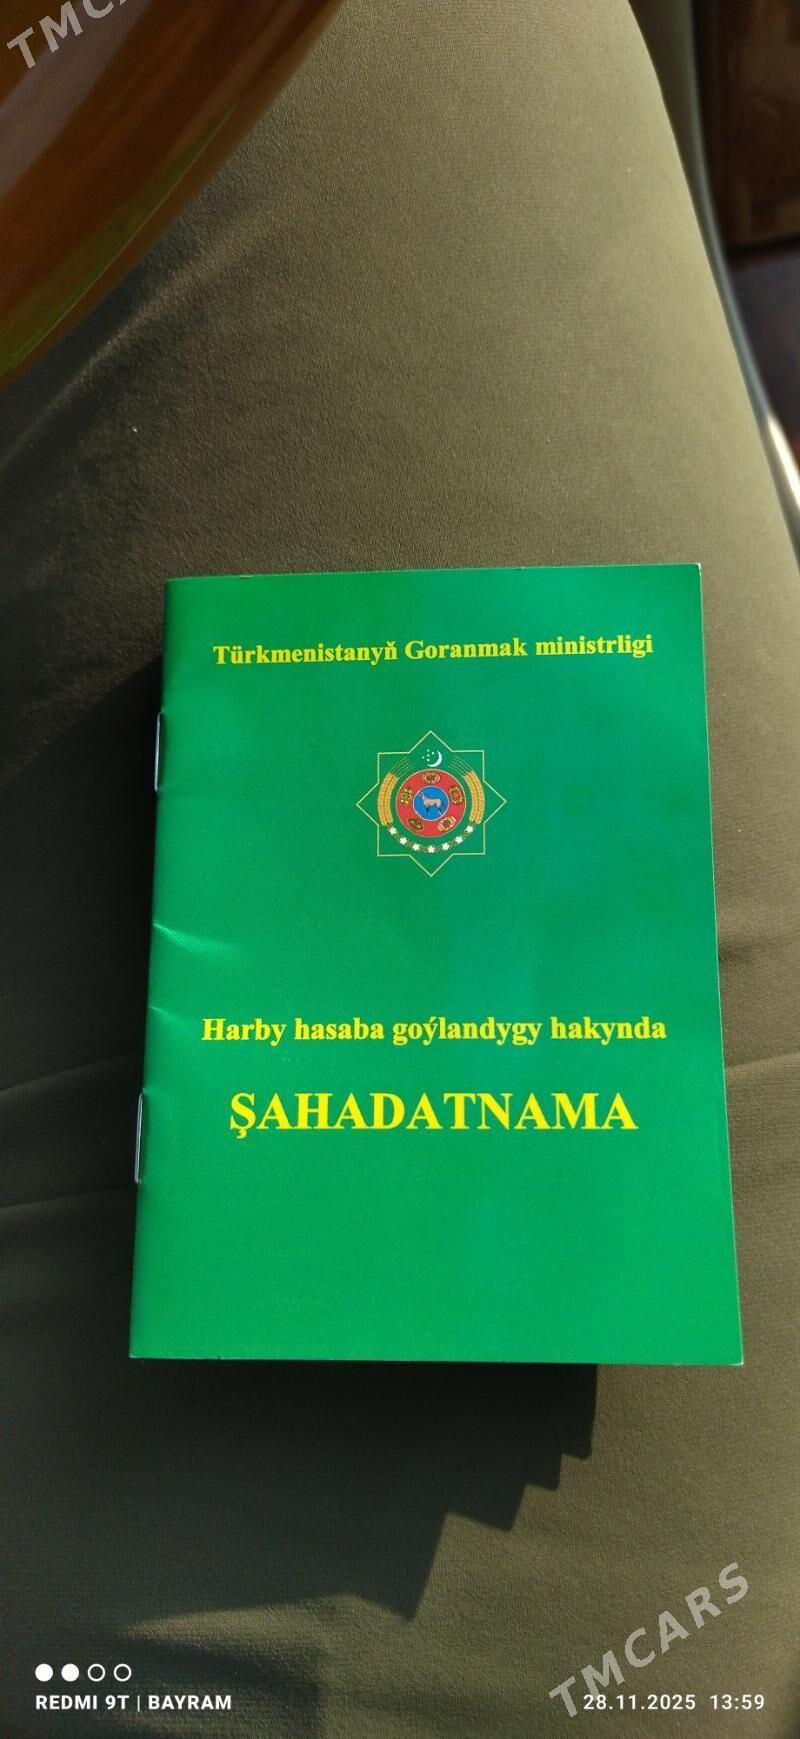 TMC
Türkmenistanyň Goranmak ministrligi
Harby hasaba goýlandygy hakynda
ŞAHADATNAMA
TMCARS
REDMI 9T | BAYRAM
28.11.2025 13:59